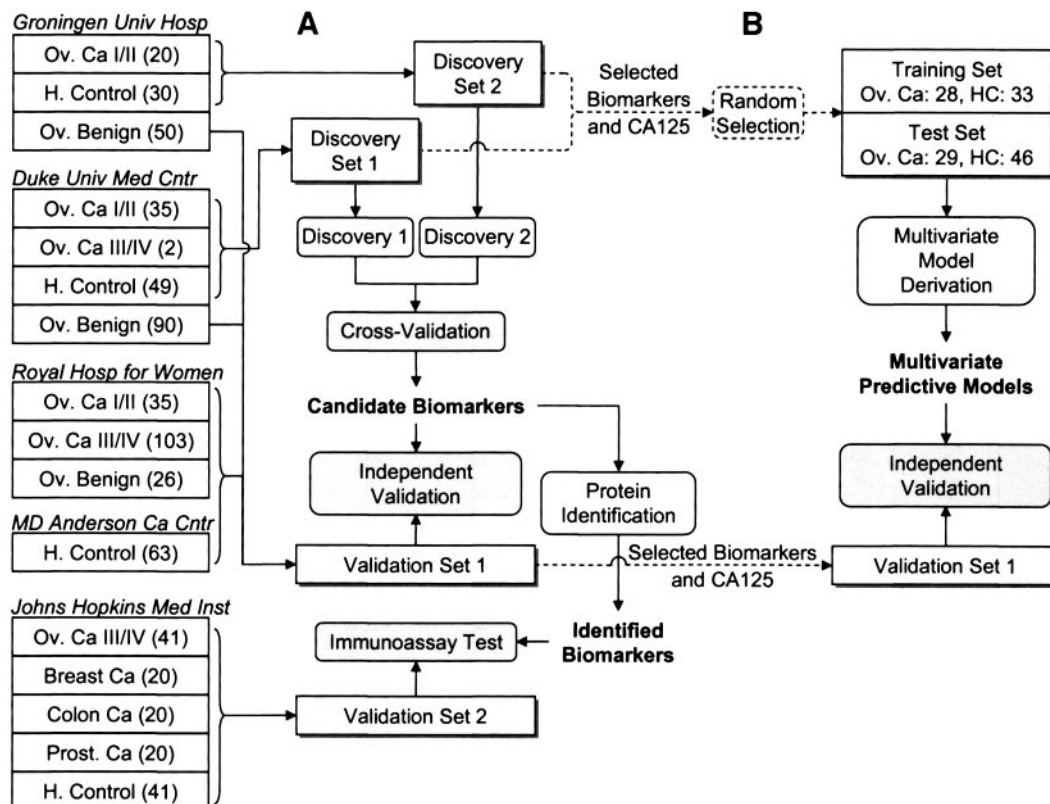 Groningen Univ Hosp
Ov. Ca I/II (20)
H. Control (30)
Ov. Benign (50)
Duke Univ Med Cntr
Ov. Ca I/II (35)
Ov. Ca III/IV (2)
H. Control (49)
Ov. Benign (90)
Royal Hosp for Women
Ov. Ca I/II (35)
Ov. Ca III/IV (103)
Ov. Benign (26)
MD Anderson Ca Cntr
H. Control (63)
Johns Hopkins Med Inst
Ov. Ca III/IV (41)
Breast Ca (20)
Colon Ca (20)
Prost. Ca (20)
H. Control (41)
A
Discovery
Set 2
Discovery
Set 1
Discovery 1
Discovery 2
Cross-Validation
Candidate Biomarkers
Independent
Validation
Protein
Identification
Validation Set 1
Identified
Biomarkers
Immunoassay Test
Validation Set 2
Selected
Biomarkers
and CA125
Random
Selection
Selected Biomarkers
and CA125
B
Training Set
Ov. Ca: 28, HC: 33
Test Set
Ov. Ca: 29, HC: 46
Multivariate
Model
Derivation
Multivariate
Predictive Models
Independent
Validation
Validation Set 1